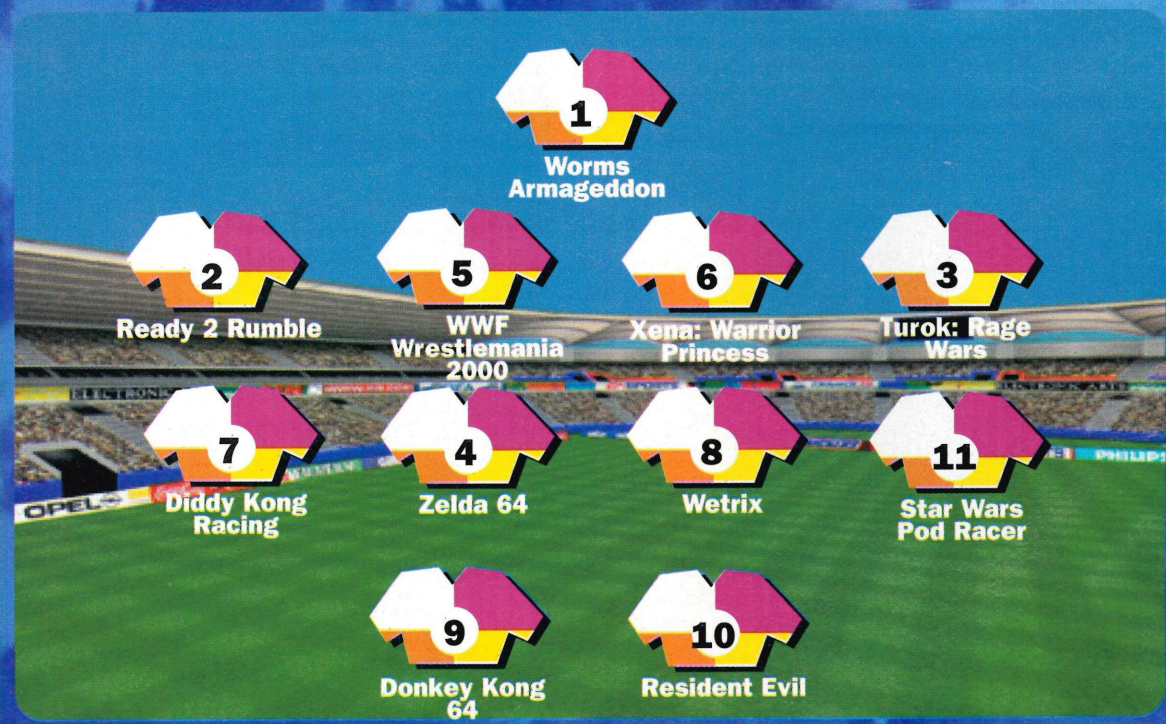 1
Worms
Armageddon
2
Ready 2 Rumble
5
WWF
Wrestlemania
2000
6
Xena: Warrior
Princess
3
Turok: Rage
Wars
ELECTRONIC
7
Diddy Kong
Racing
4
Zelda 64
8
Wetrix
11
Star Wars
Pod Racer
PHILIPS
OPEL
9
Donkey Kong
64
10
Resident Evil